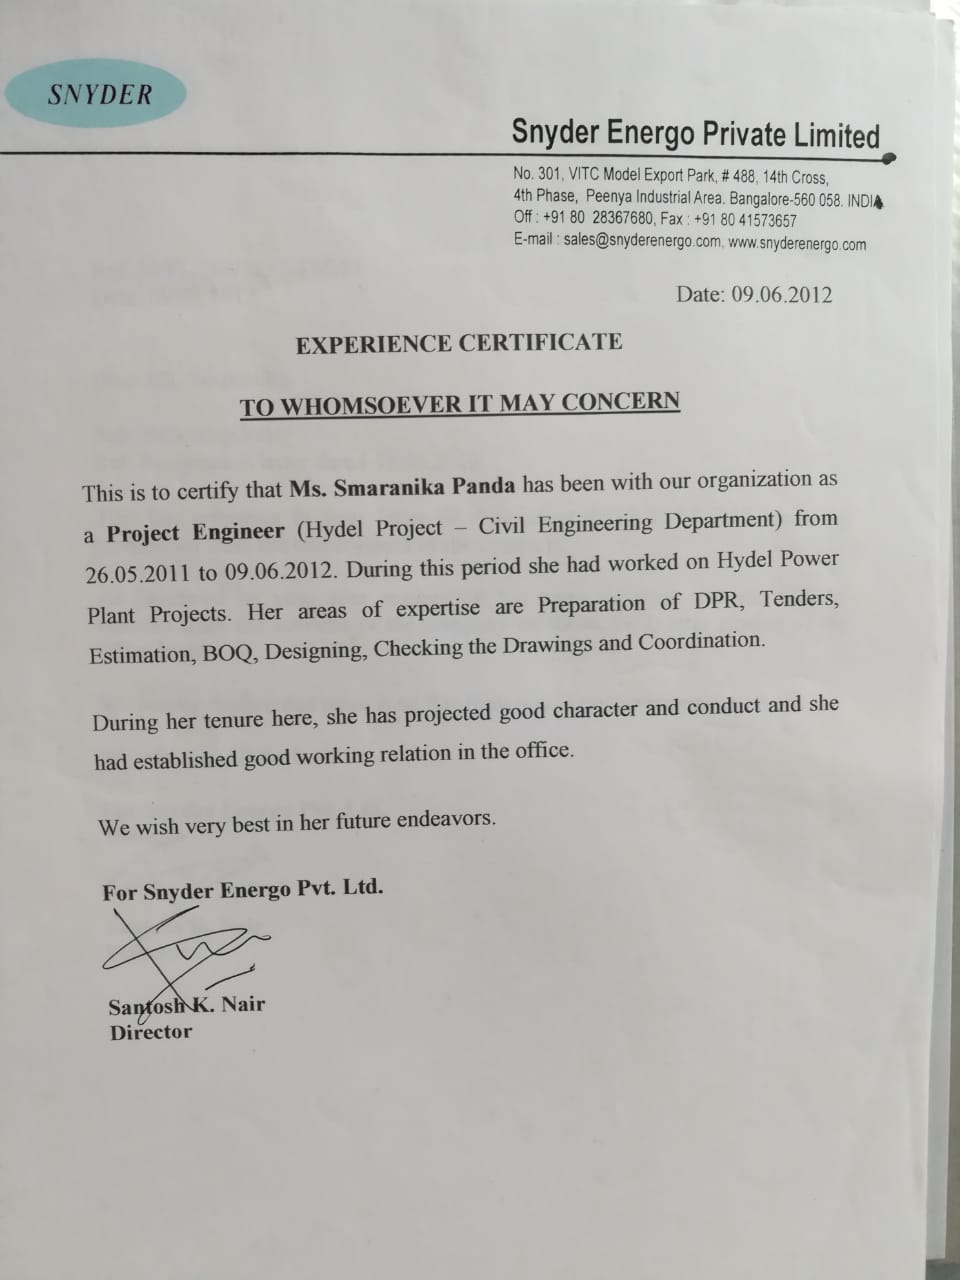 SNYDER
Snyder Energo Private Limited
No. 301, VITC Model Export Park, # 488, 14th Cross,
4th Phase, Peenya Industrial Area, Bangalore-560 058. INDIA
Off : +91 80 28367680, Fax : +91 80 41573657
E-mail : sales@snyderenergo.com, www.snyderenergo.com
Date: 09.06.2012
EXPERIENCE CERTIFICATE
TO WHOMSOEVER IT MAY CONCERN
This is to certify that Ms. Smaranika Panda has been with our organization as
a Project Engineer (Hydel Project – Civil Engineering Department) from
26.05.2011 to 09.06.2012. During this period she had worked on Hydel Power
Plant Projects. Her areas of expertise are Preparation of DPR, Tenders,
Estimation, BOQ, Designing, Checking the Drawings and Coordination.
During her tenure here, she has projected good character and conduct and she
had established good working relation in the office.
We wish very best in her future endeavors.
For Snyder Energo Pvt. Ltd.
Santosh K. Nair
Director